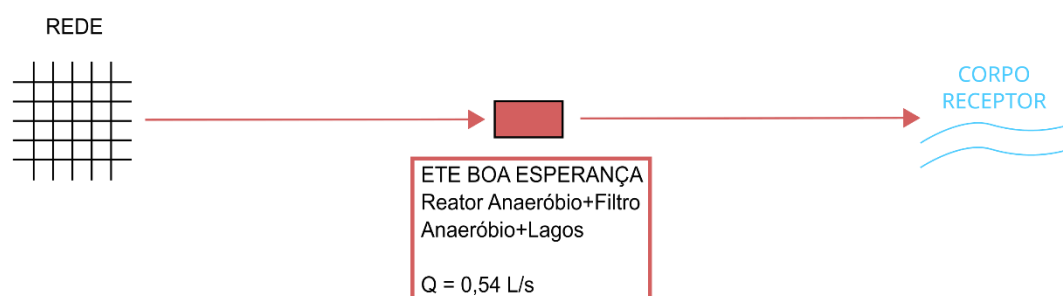 REDE
CORPO
RECEPTOR
ETE BOA ESPERANÇA
Reator Anaeróbio+Filtro
Anaeróbio+Lagos
Q = 0,54 L/s